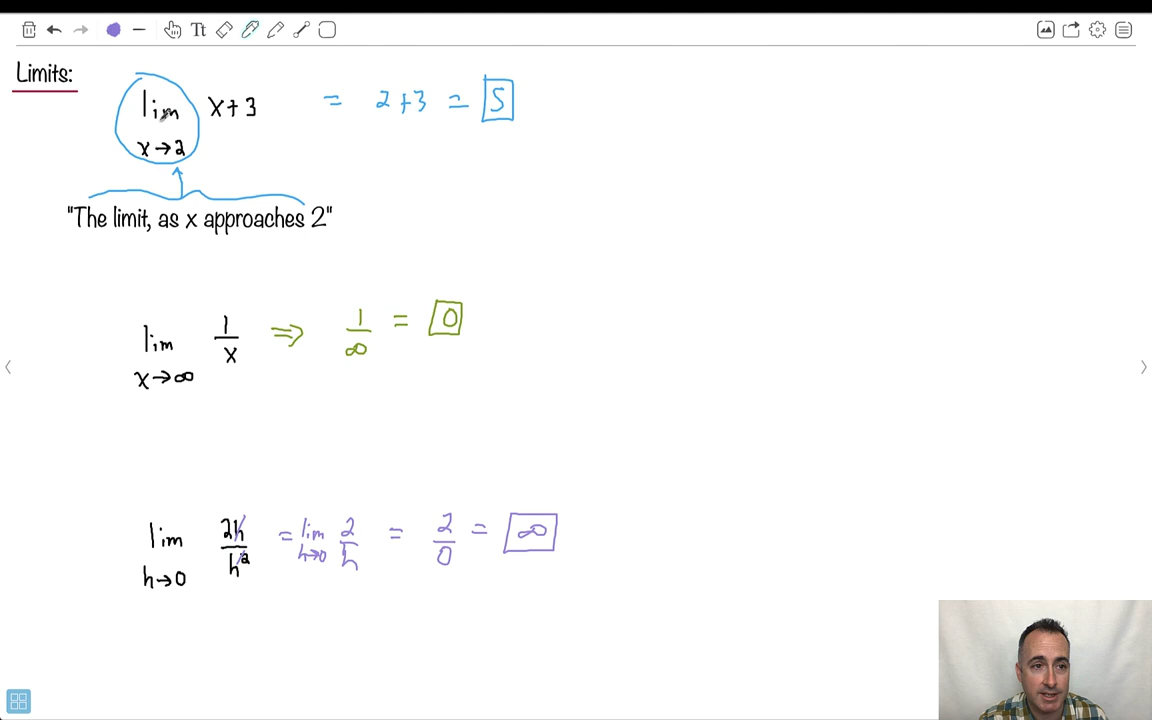 Tt
Limits:
lim x→2 x+3 = 2+3 = 5
"The limit, as x approaches 2"
lim x→∞ 1/x ⇒ 1/∞ = 0
lim h→0 2h/h² = lim h→0 2/h = 2/0 = ∞